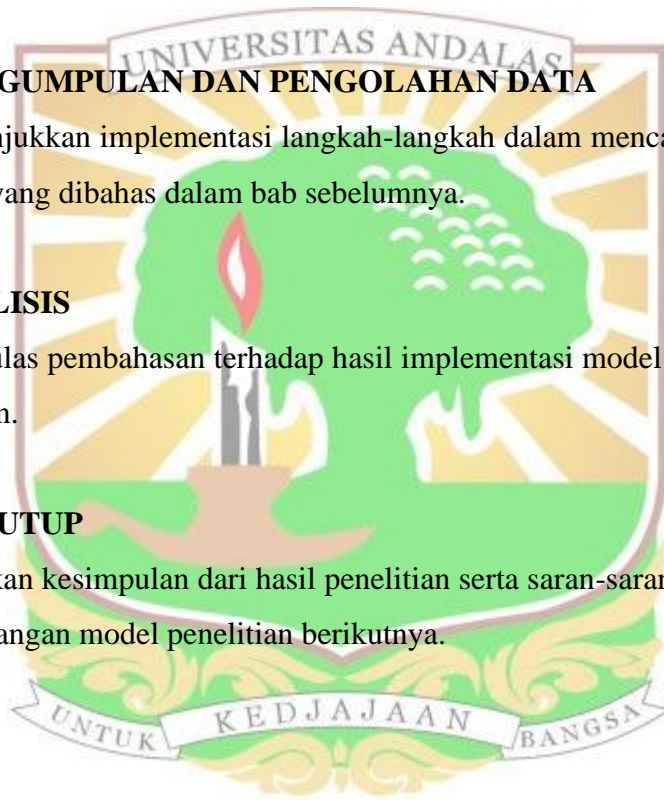 UNIVERSITAS ANDALAS
GUMPULAN DAN PENGOLAHAN DATA
njukkan implementasi langkah-langkah dalam menca
yang dibahas dalam bab sebelumnya.
LISIS
ulas pembahasan terhadap hasil implementasi model
n.
UTUP
kan kesimpulan dari hasil penelitian serta saran-saran
angan model penelitian berikutnya.
UNTUK KEDJAJAAN BANGSA